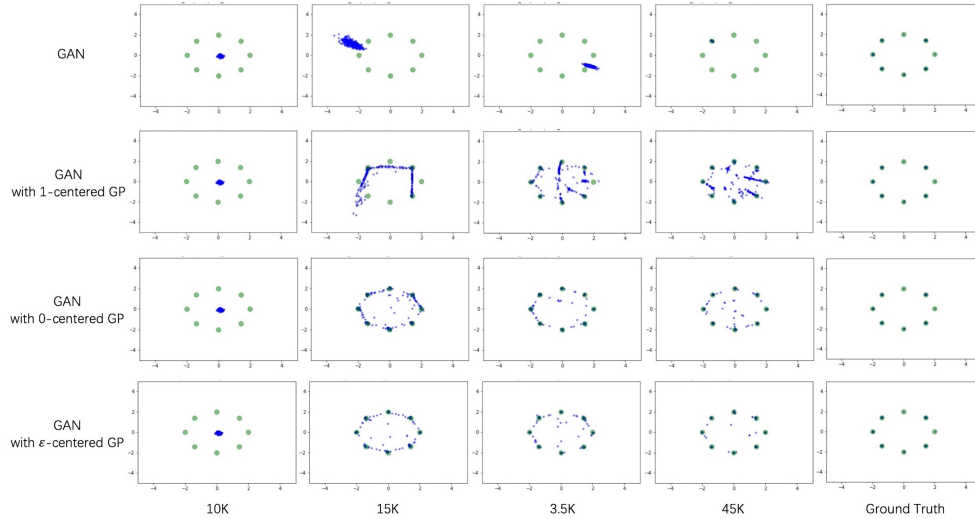 GAN
GAN
with 1-centered GP
GAN
with 0-centered GP
GAN
with ε-centered GP
10K
15K
3.5K
45K
Ground Truth